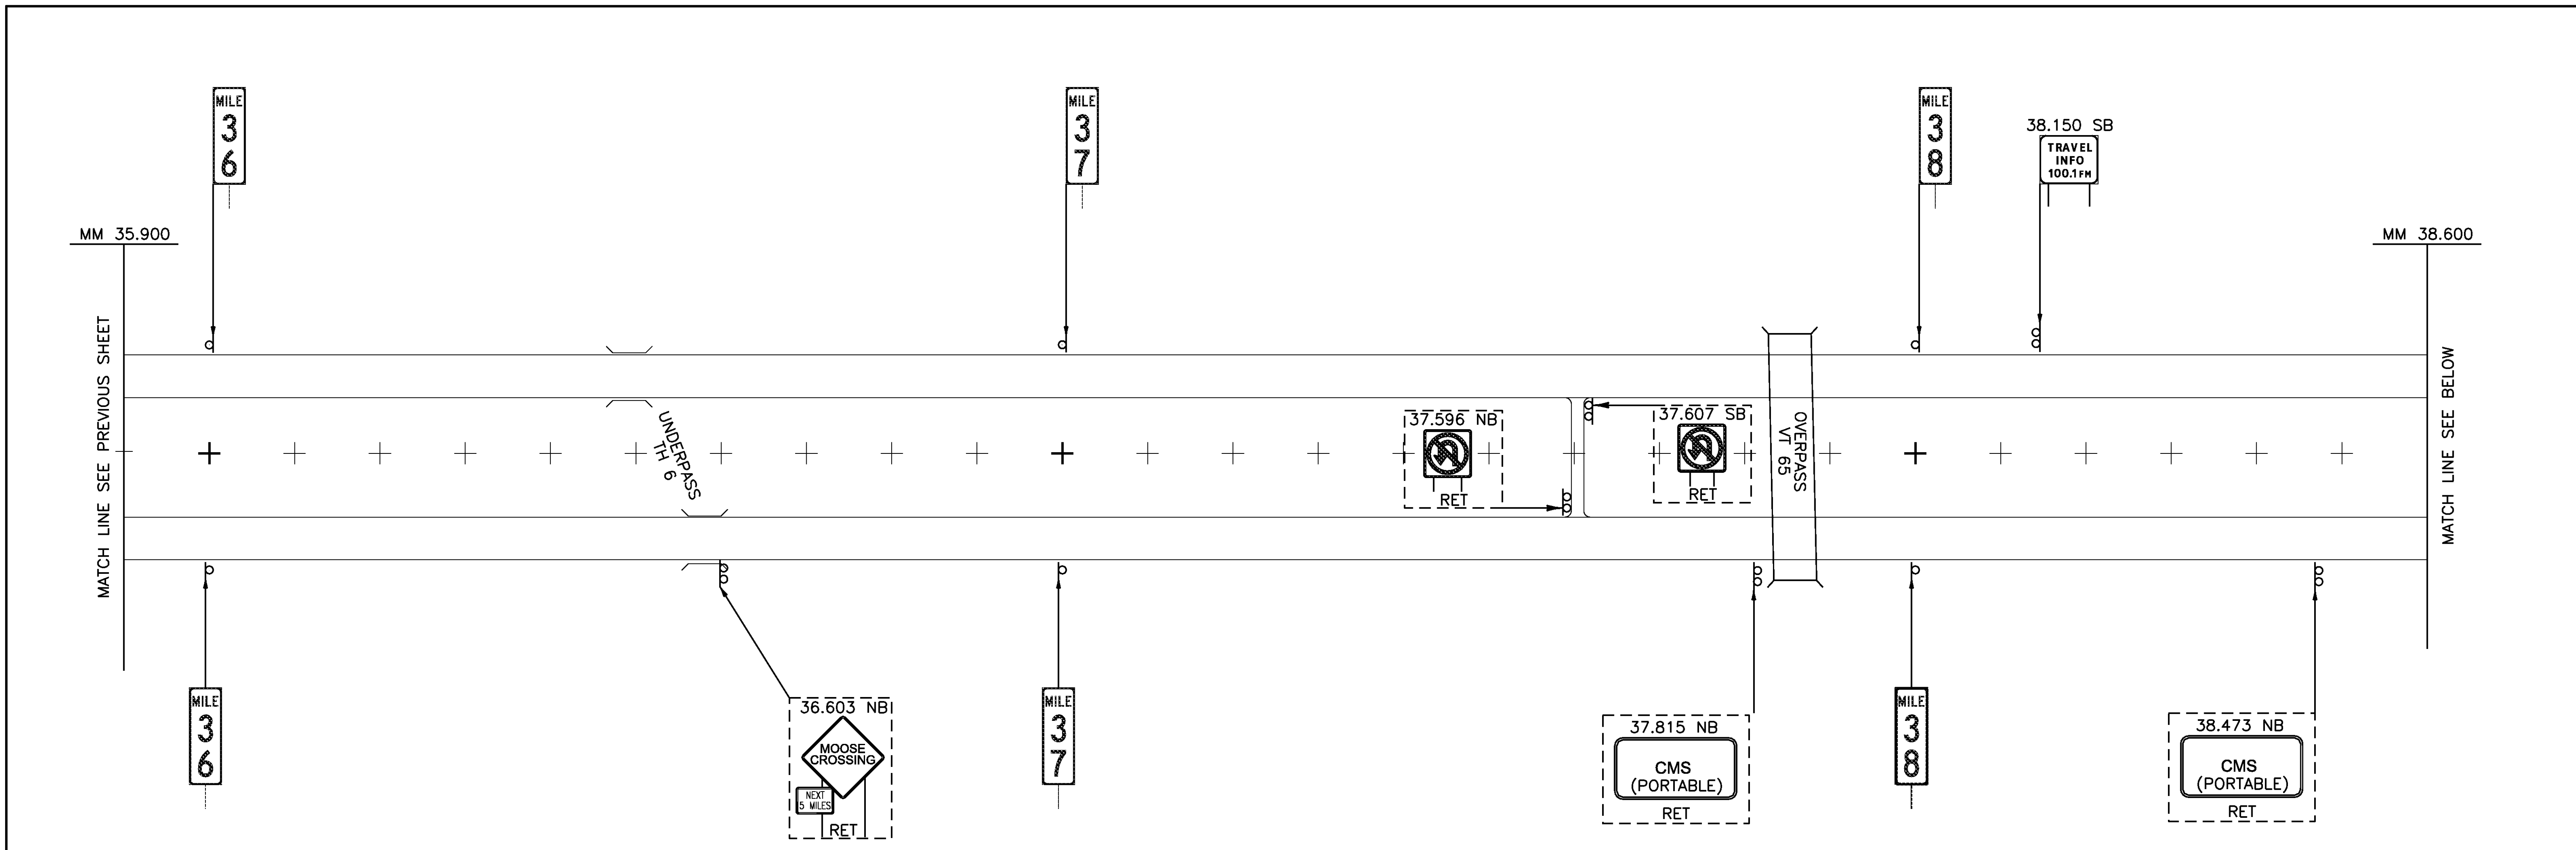 MILE
3
6
MILE
3
7
MILE
3
8
38.150 SB
TRAVEL
INFO
100.1 FM
MM 35.900
MM 38.600
MATCH LINE SEE PREVIOUS SHEET
UNDERPASS
TH 6
37.596 NB
RET
37.607 SB
RET
OVERPASS
VT 65
MATCH LINE SEE BELOW
MILE
3
6
36.603 NB
MOOSE
CROSSING
NEXT
5 MILES
RET
MILE
3
7
37.815 NB
CMS
(PORTABLE)
RET
MILE
3
8
38.473 NB
CMS
(PORTABLE)
RET